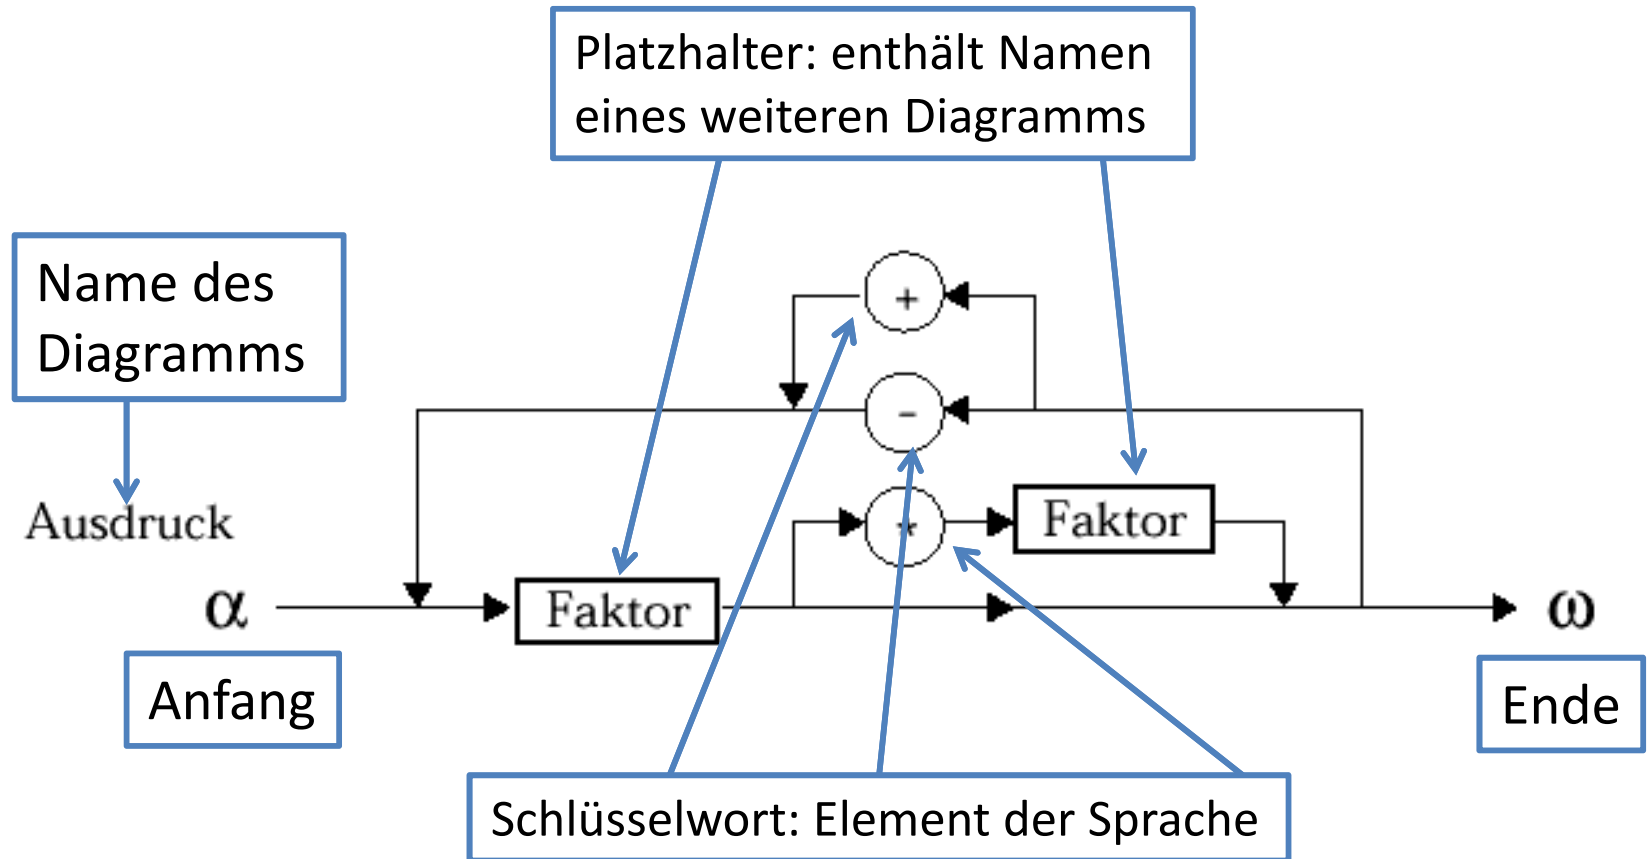 Platzhalter: enthält Namen
eines weiteren Diagramms
Name des
Diagramms
+
-
Ausdruck
*
Faktor
α
Faktor
ω
Anfang
Ende
Schlüsselwort: Element der Sprache